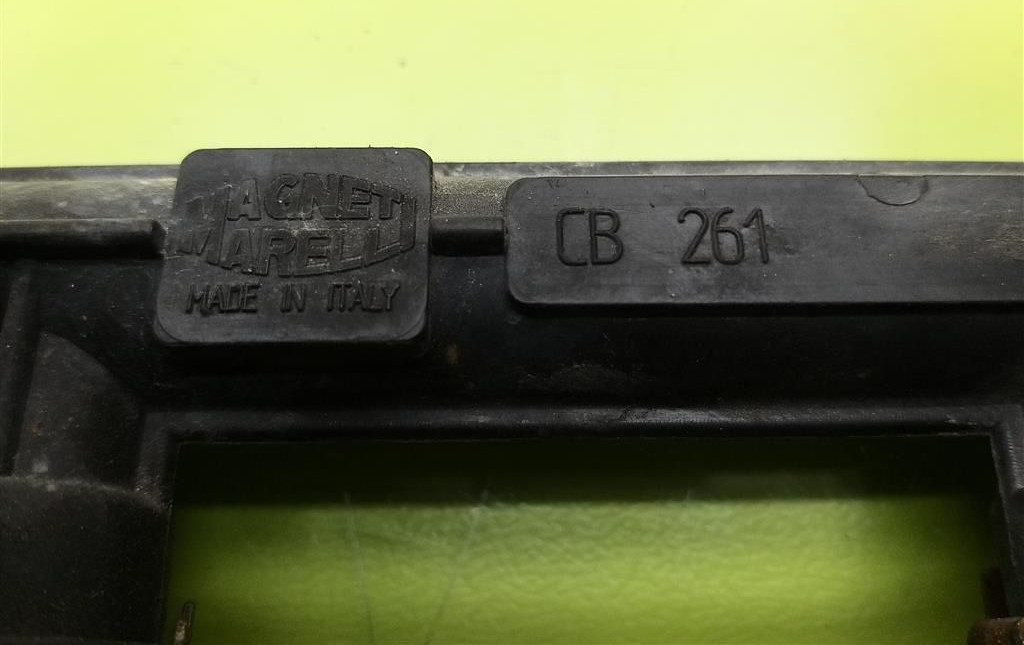 MAGNETI
MARELLI
MADE IN ITALY
CB 261